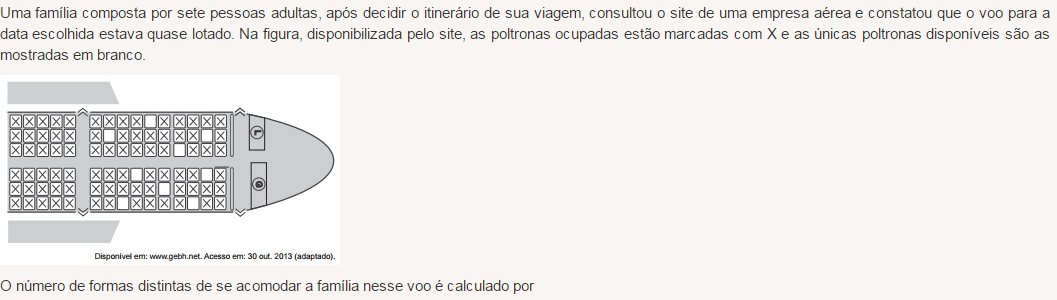 Uma família composta por sete pessoas adultas, após decidir o itinerário de sua viagem, consultou o site de uma empresa aérea e constatou que o voo para a
data escolhida estava quase lotado. Na figura, disponibilizada pelo site, as poltronas ocupadas estão marcadas com X e as únicas poltronas disponíveis são as
mostradas em branco.
Disponível em: www.gebh.net. Acesso em: 30 out. 2013 (adaptado).
O número de formas distintas de se acomodar a família nesse voo é calculado por